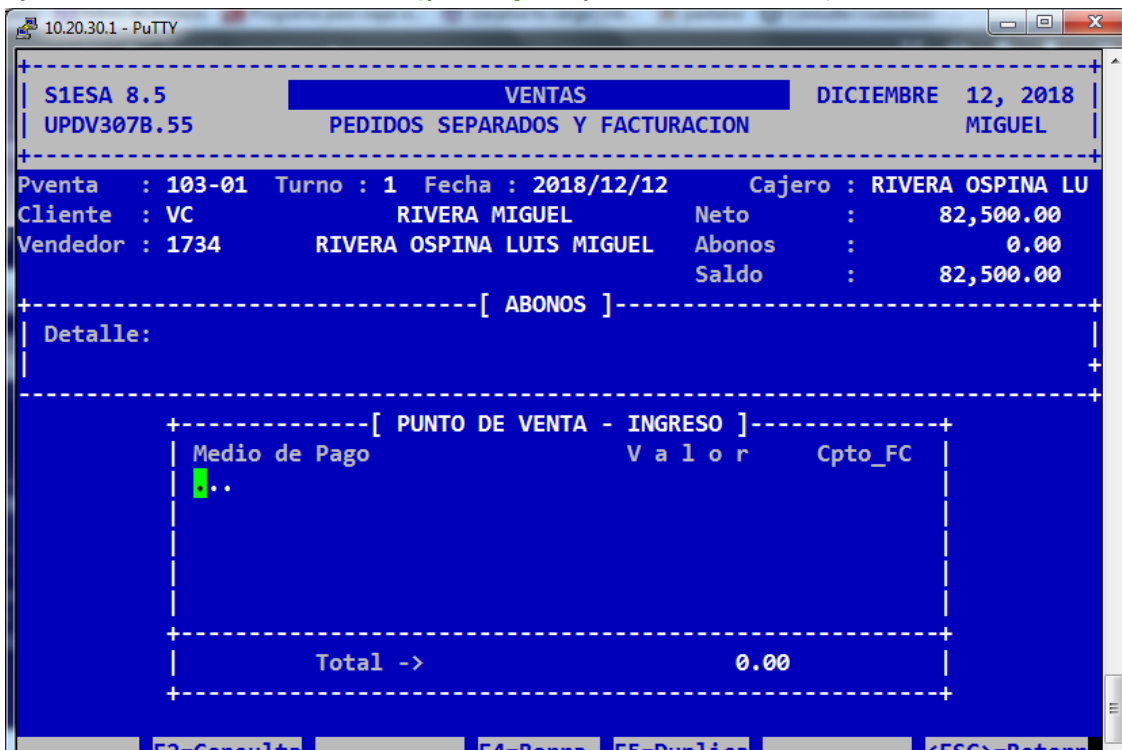 10.20.30.1 - PuTTY
S1ESA 8.5 VENTAS DICIEMBRE 12, 2018
UPDV307B.55 PEDIDOS SEPARADOS Y FACTURACION MIGUEL
Pventa : 103-01 Turno : 1 Fecha : 2018/12/12 Cajero : RIVERA OSPINA LU
Cliente : VC RIVERA MIGUEL Neto : 82,500.00
Vendedor : 1734 RIVERA OSPINA LUIS MIGUEL Abonos : 0.00
Saldo : 82,500.00
[ ABONOS ]
Detalle:
[ PUNTO DE VENTA - INGRESO ]
Medio de Pago V a l o r Cpto_FC
...
Total -> 0.00